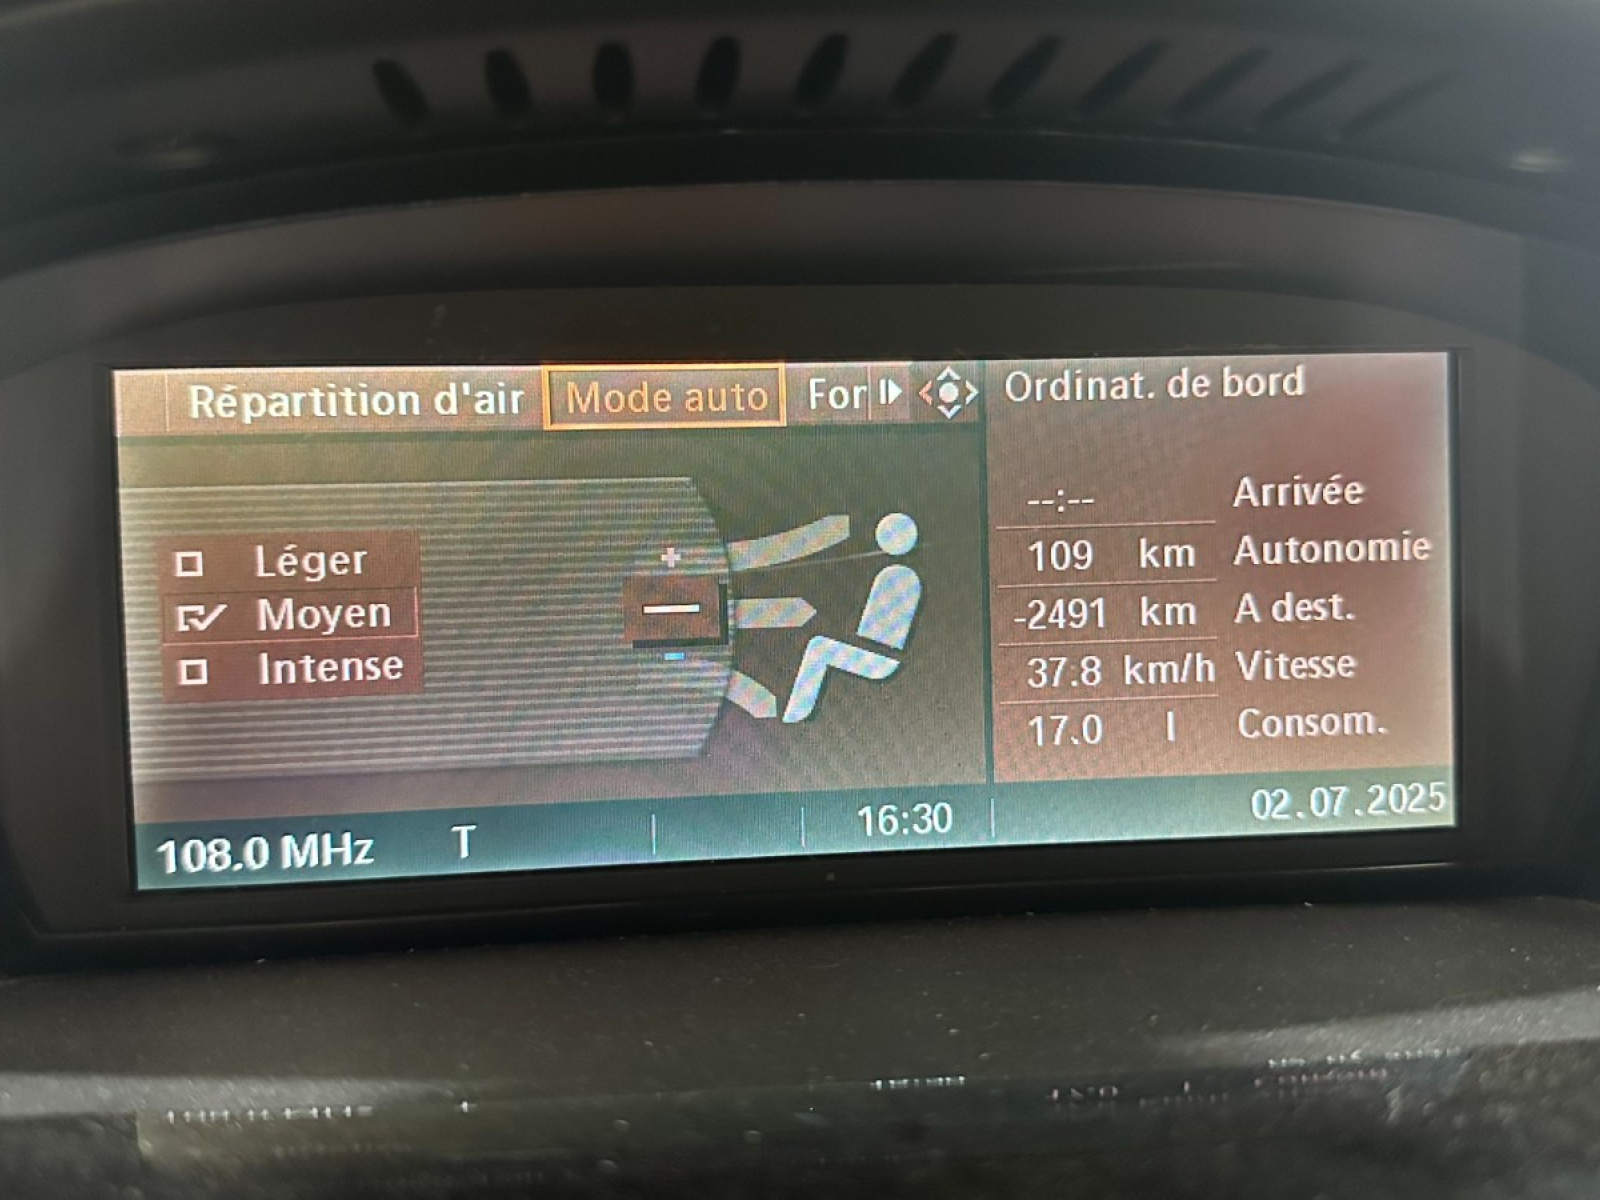 Répartition d'air Mode auto For
Léger
Moyen
Intense
+
Ordinat. de bord
--:-- Arrivée
109 km Autonomie
-2491 km A dest.
37.8 km/h Vitesse
17.0 l Consom.
108.0 MHz T 16:30 02.07.2025